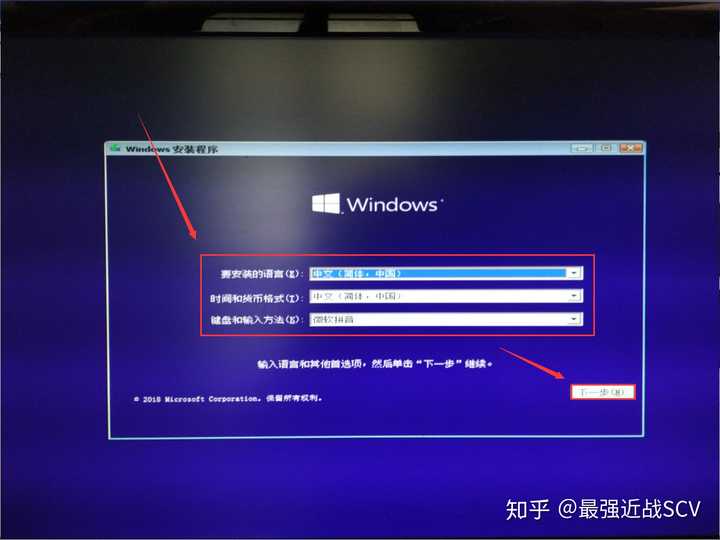 Windows 安装程序
Windows
要安装的语言(E): 中文(简体，中国)
时间和货币格式(T): 中文(简体，中国)
键盘和输入方法(K): 微软拼音
输入语言和其他首选项，然后单击“下一步”继续。
© 2018 Microsoft Corporation。保留所有权利。
下一步(N)
知乎 @最强近战SCV